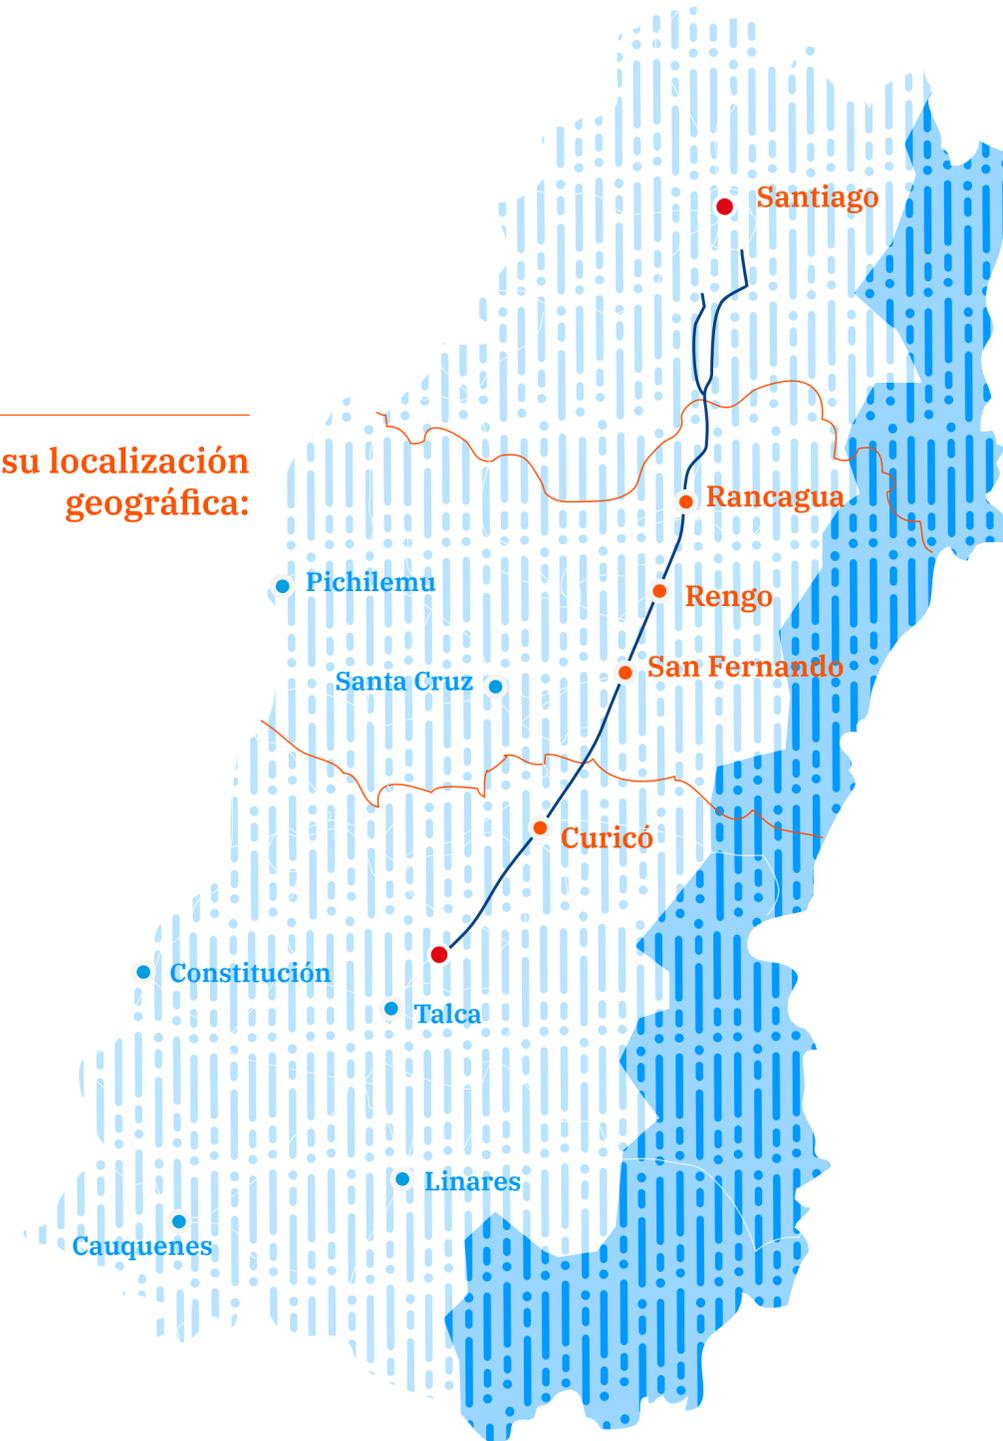 Santiago
su localización
geográfica:
Rancagua
Pichilemu
Rengo
San Fernando
Santa Cruz
Curicó
Constitución
Talca
Linares
Cauquenes